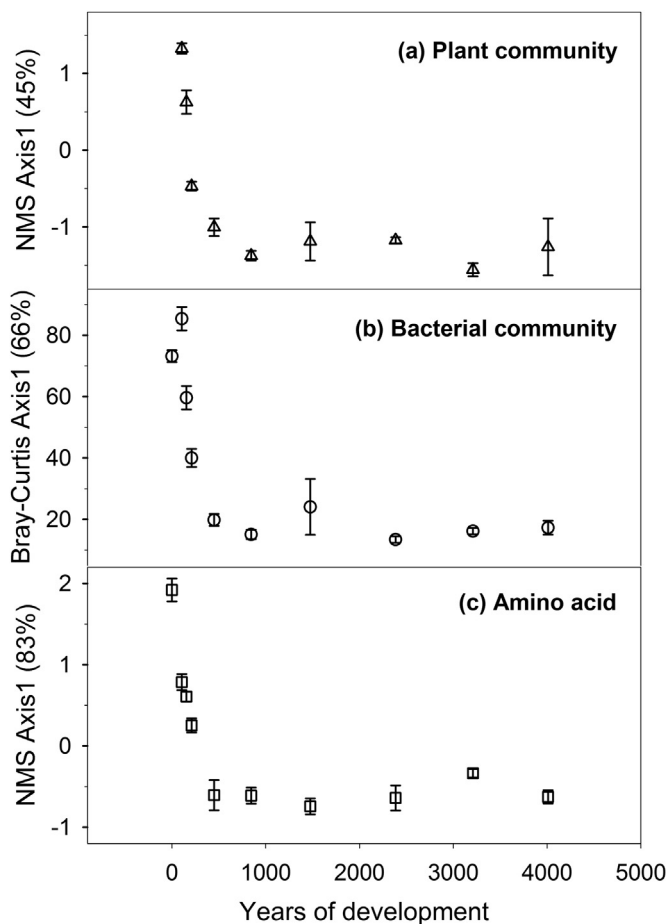 (a) Plant community
NMS Axis1 (45%)
1
0
-1
(b) Bacterial community
Bray-Curtis Axis1 (66%)
80
60
40
20
(c) Amino acid
NMS Axis1 (83%)
2
1
0
-1
0 1000 2000 3000 4000 5000
Years of development